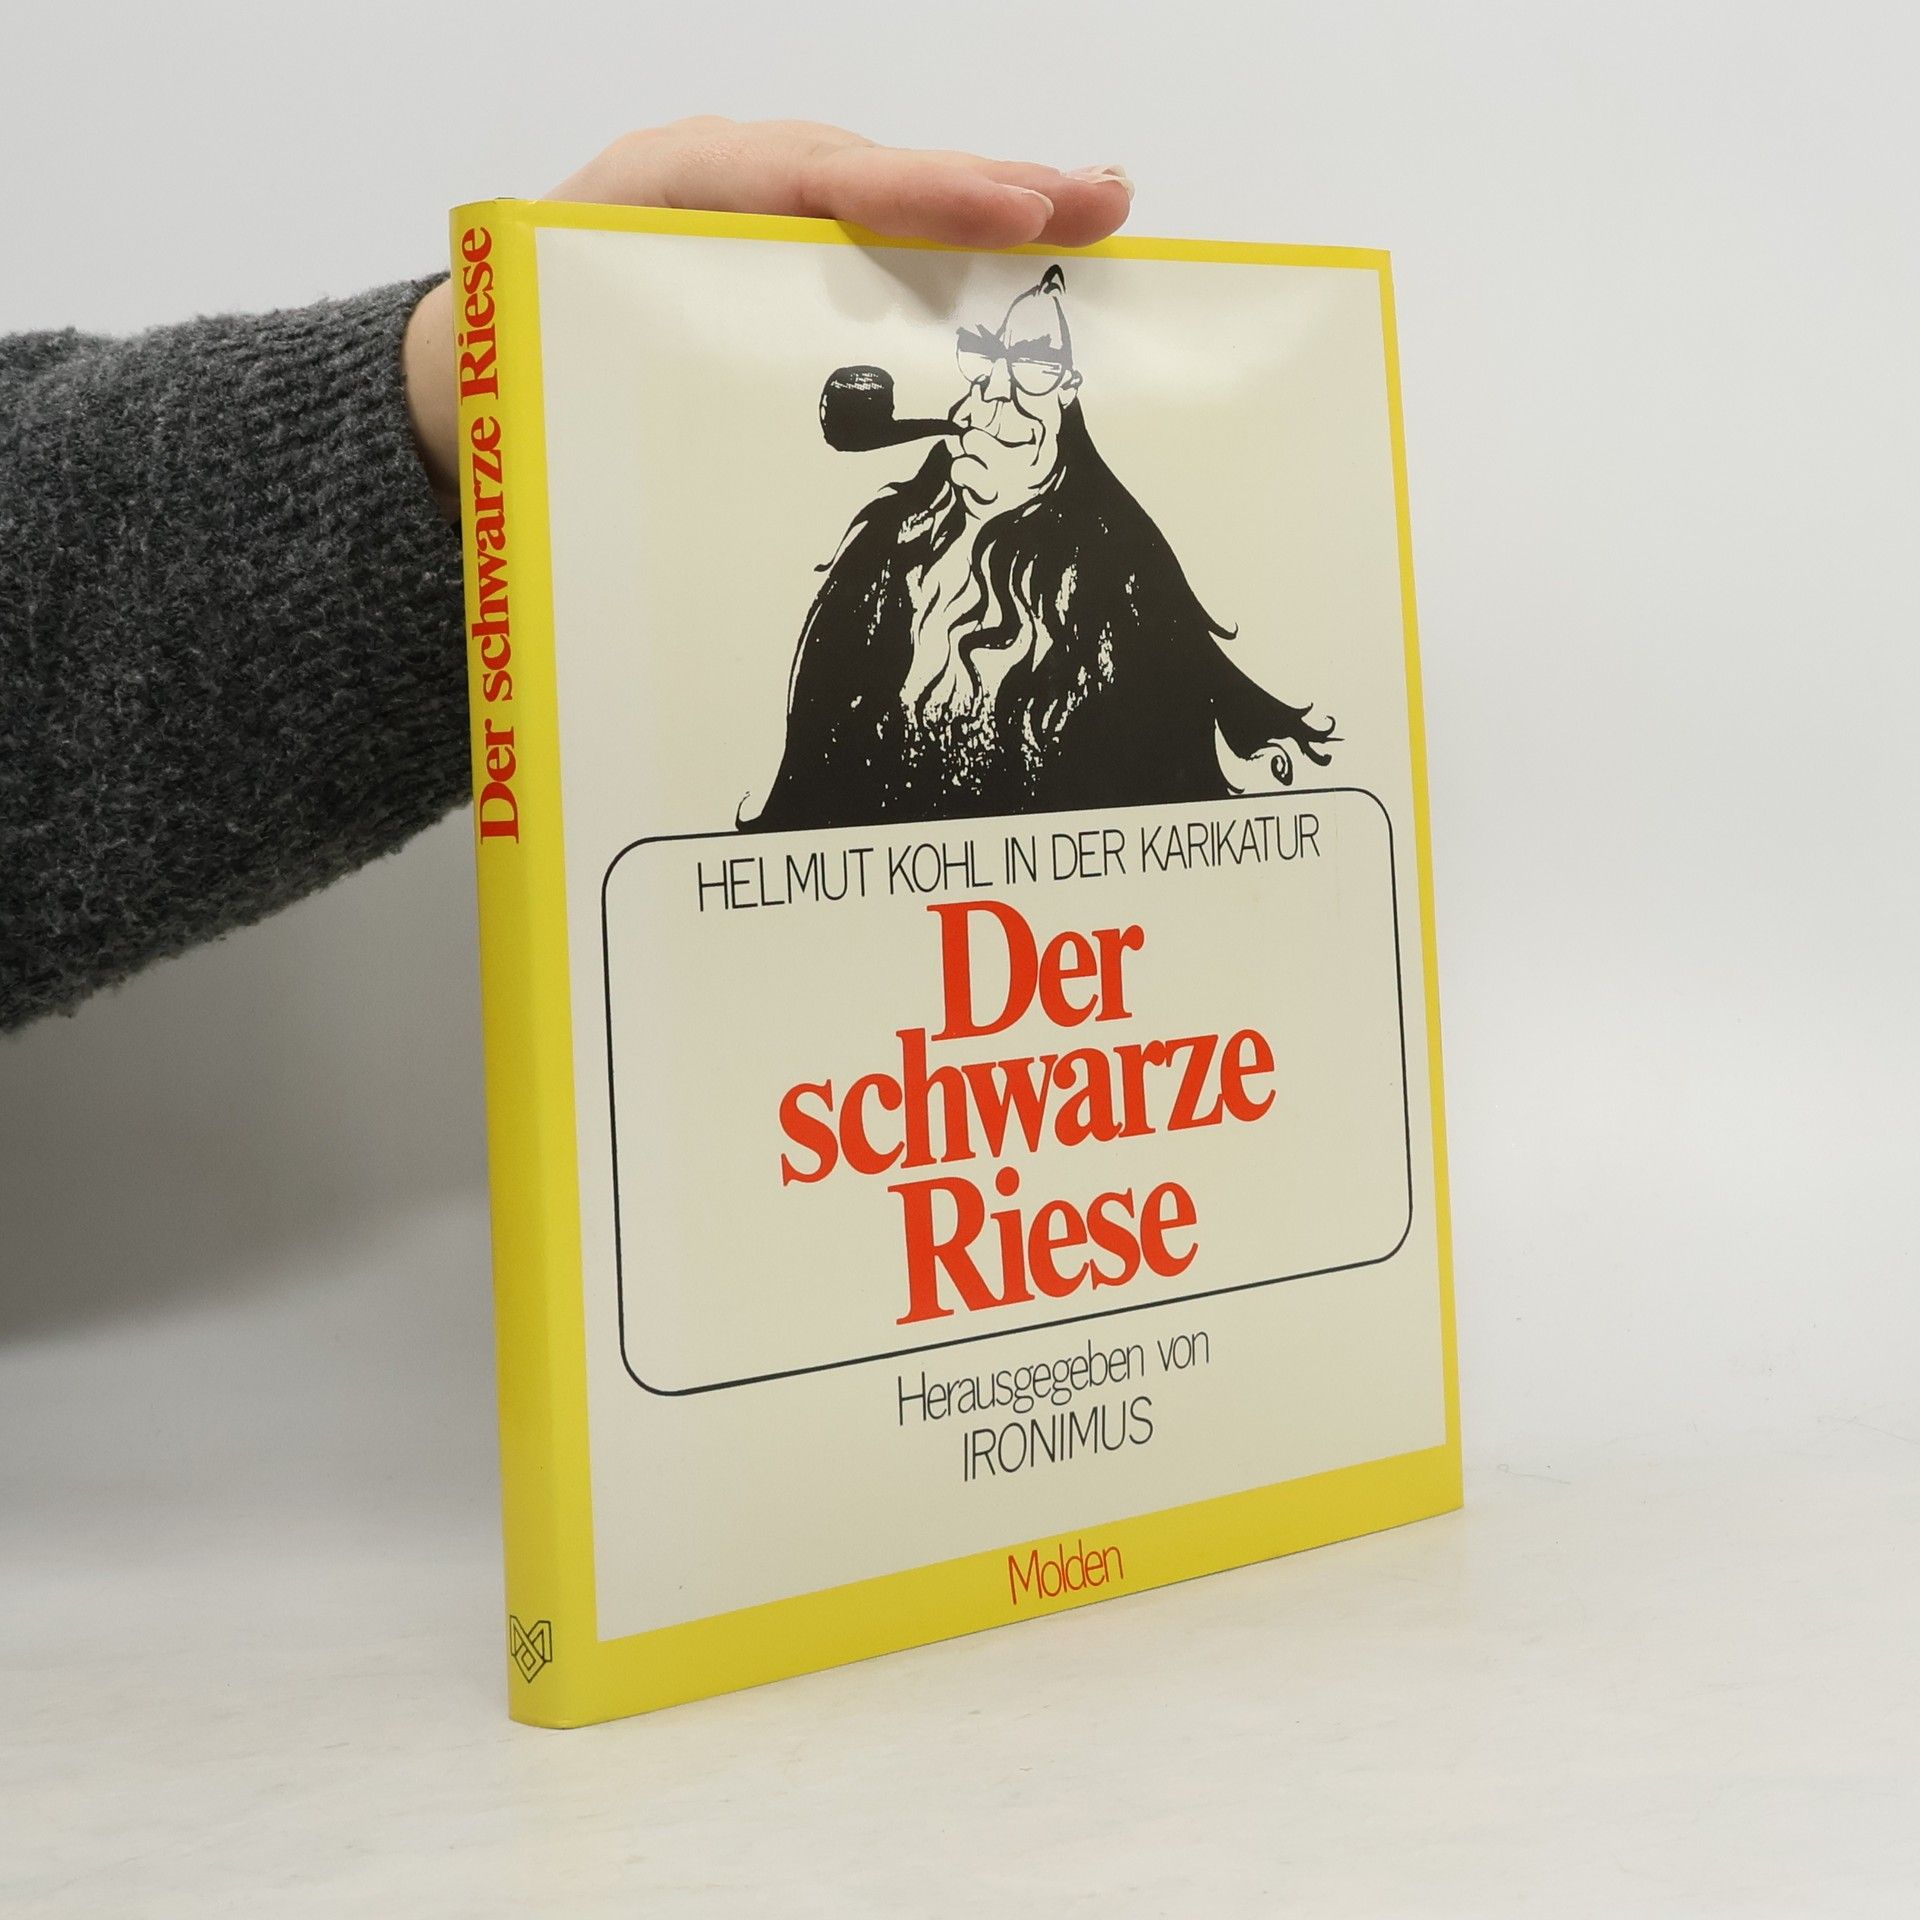 Der schwarze Riese
HELMUT KOHL IN DER KARIKATUR
Der
schwarze
Riese
Herausgegeben von
IRONIMUS
Molden